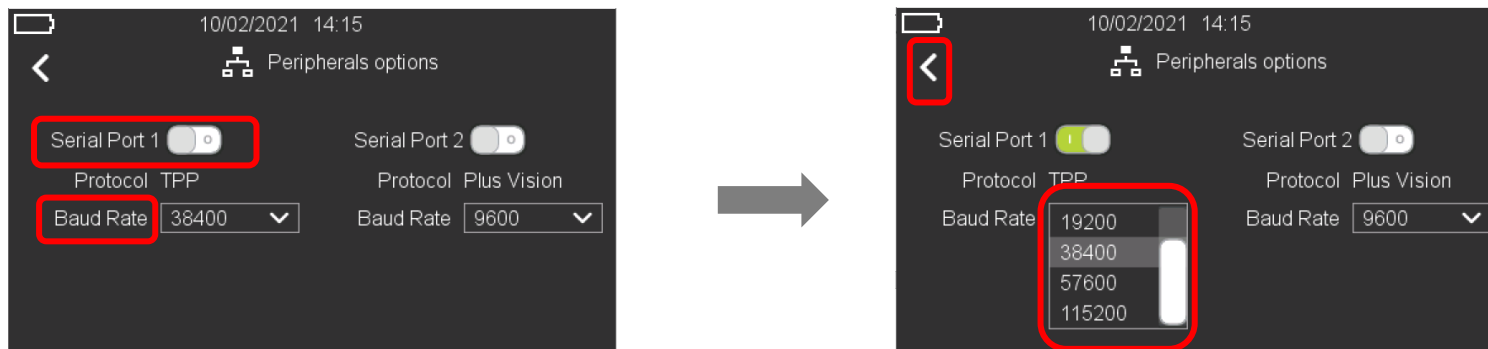 10/02/2021 14:15
Peripherals options
Serial Port 1 O
Serial Port 2 O
Protocol TPP
Protocol Plus Vision
Baud Rate 38400
Baud Rate 9600
10/02/2021 14:15
Peripherals options
Serial Port 1 I
Serial Port 2 O
Protocol TPP
Protocol Plus Vision
Baud Rate
19200
38400
57600
115200
Baud Rate 9600